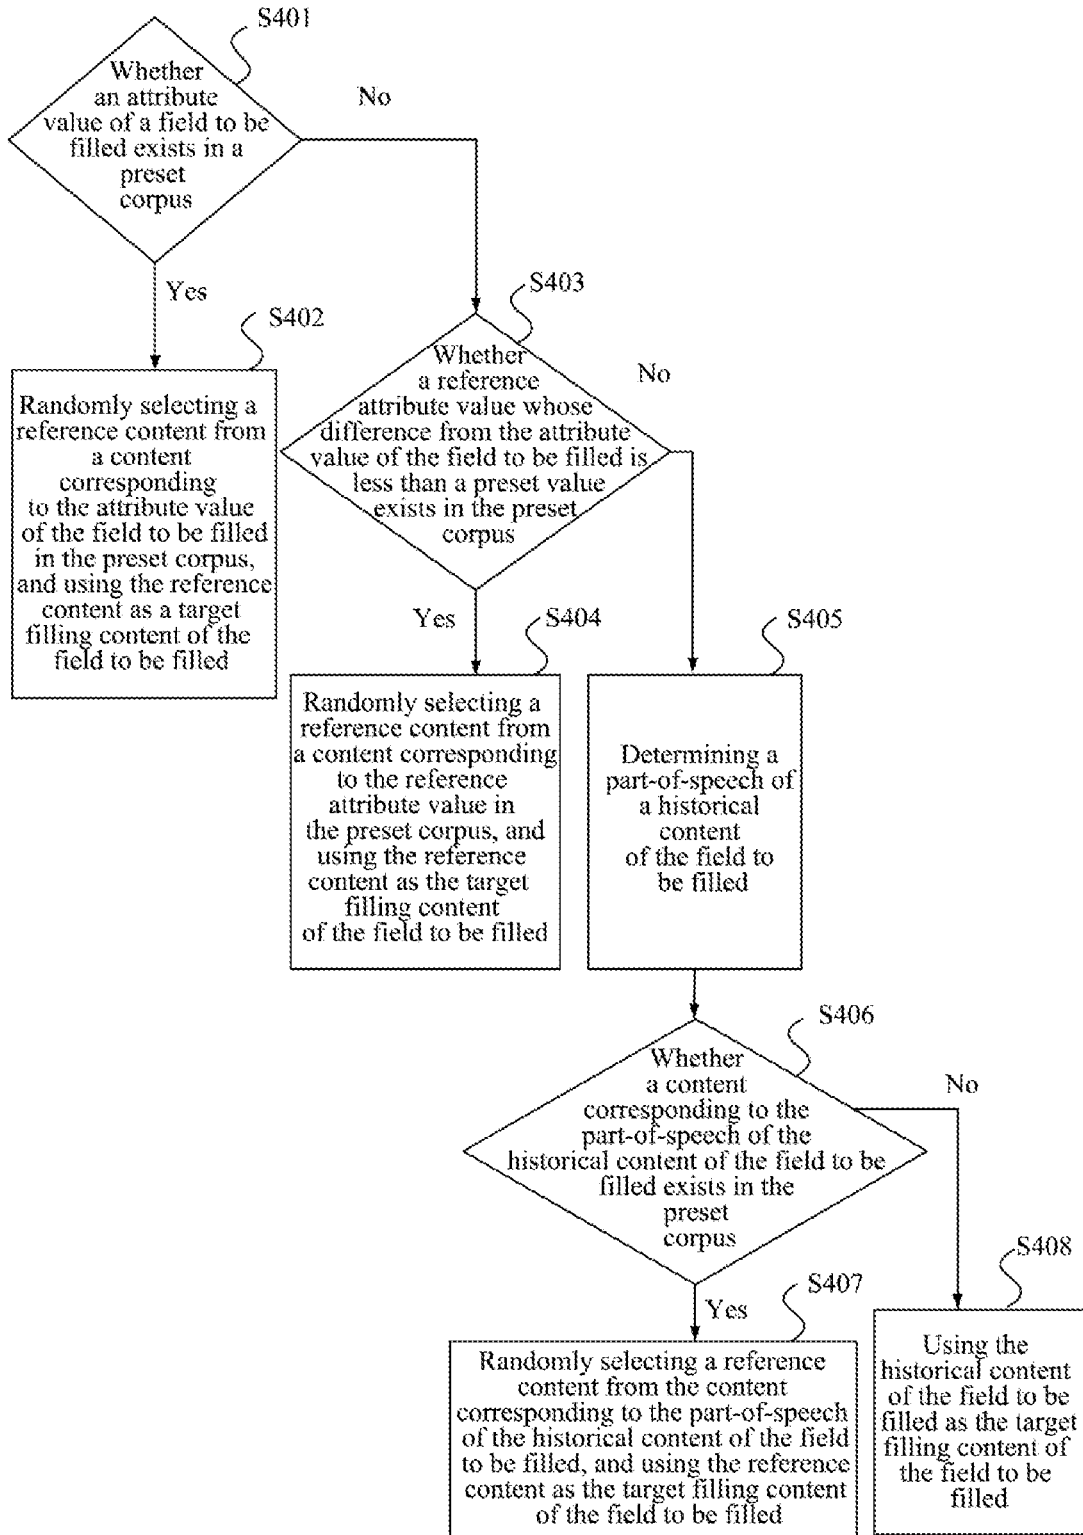 S401
Whether
an attribute
value of a field to be
filled exists in a
preset
corpus
No
Yes
S402
Randomly selecting a
reference content from
a content
corresponding
to the attribute value
of the field to be filled
in the preset corpus,
and using the reference
content as a target
filling content of the
field to be filled
S403
Whether
a reference
attribute value whose
difference from the attribute
value of the field to be filled is
less than a preset value
exists in the preset
corpus
No
Yes
S404
Randomly selecting a
reference content from
a content corresponding
to the reference
attribute value in
the preset corpus, and
using the reference
content as the target
filling content
of the field to be filled
S405
Determining a
part-of-speech of
a historical
content
of the field to
be filled
S406
Whether
a content
corresponding to the
part-of-speech of the
historical content of the field to be
filled exists in the
preset
corpus
No
Yes
S407
Randomly selecting a reference
content from the content
corresponding to the part-of-speech
of the historical content of the field
to be filled, and using the reference
content as the target filling content
of the field to be filled
S408
Using the
historical content
of the field to be
filled as the target
filling content of
the field to be
filled